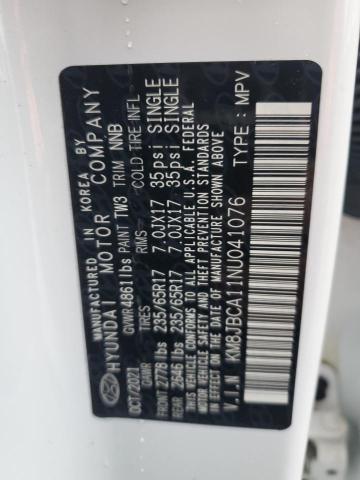 MANUFACTURED IN KOREA BY
HYUNDAI MOTOR COMPANY
OCT/2021 GVWR 4861 lbs PAINT TW3 TRIM NNB
GAWR TIRES RIMS COLD TIRE INFL.
FRONT 2778 lbs 235/65R17 7.0JX17 35psi SINGLE
REAR 2646 lbs 235/65R17 7.0JX17 35psi SINGLE
THIS VEHICLE CONFORMS TO ALL APPLICABLE U.S.A. FEDERAL
MOTOR VEHICLE SAFETY, BUMPER, AND THEFT PREVENTION
STANDARDS IN EFFECT ON THE DATE OF MANUFACTURE SHOWN ABOVE.
V.I.N : KM8JBCA11NU041076 TYPE : MPV